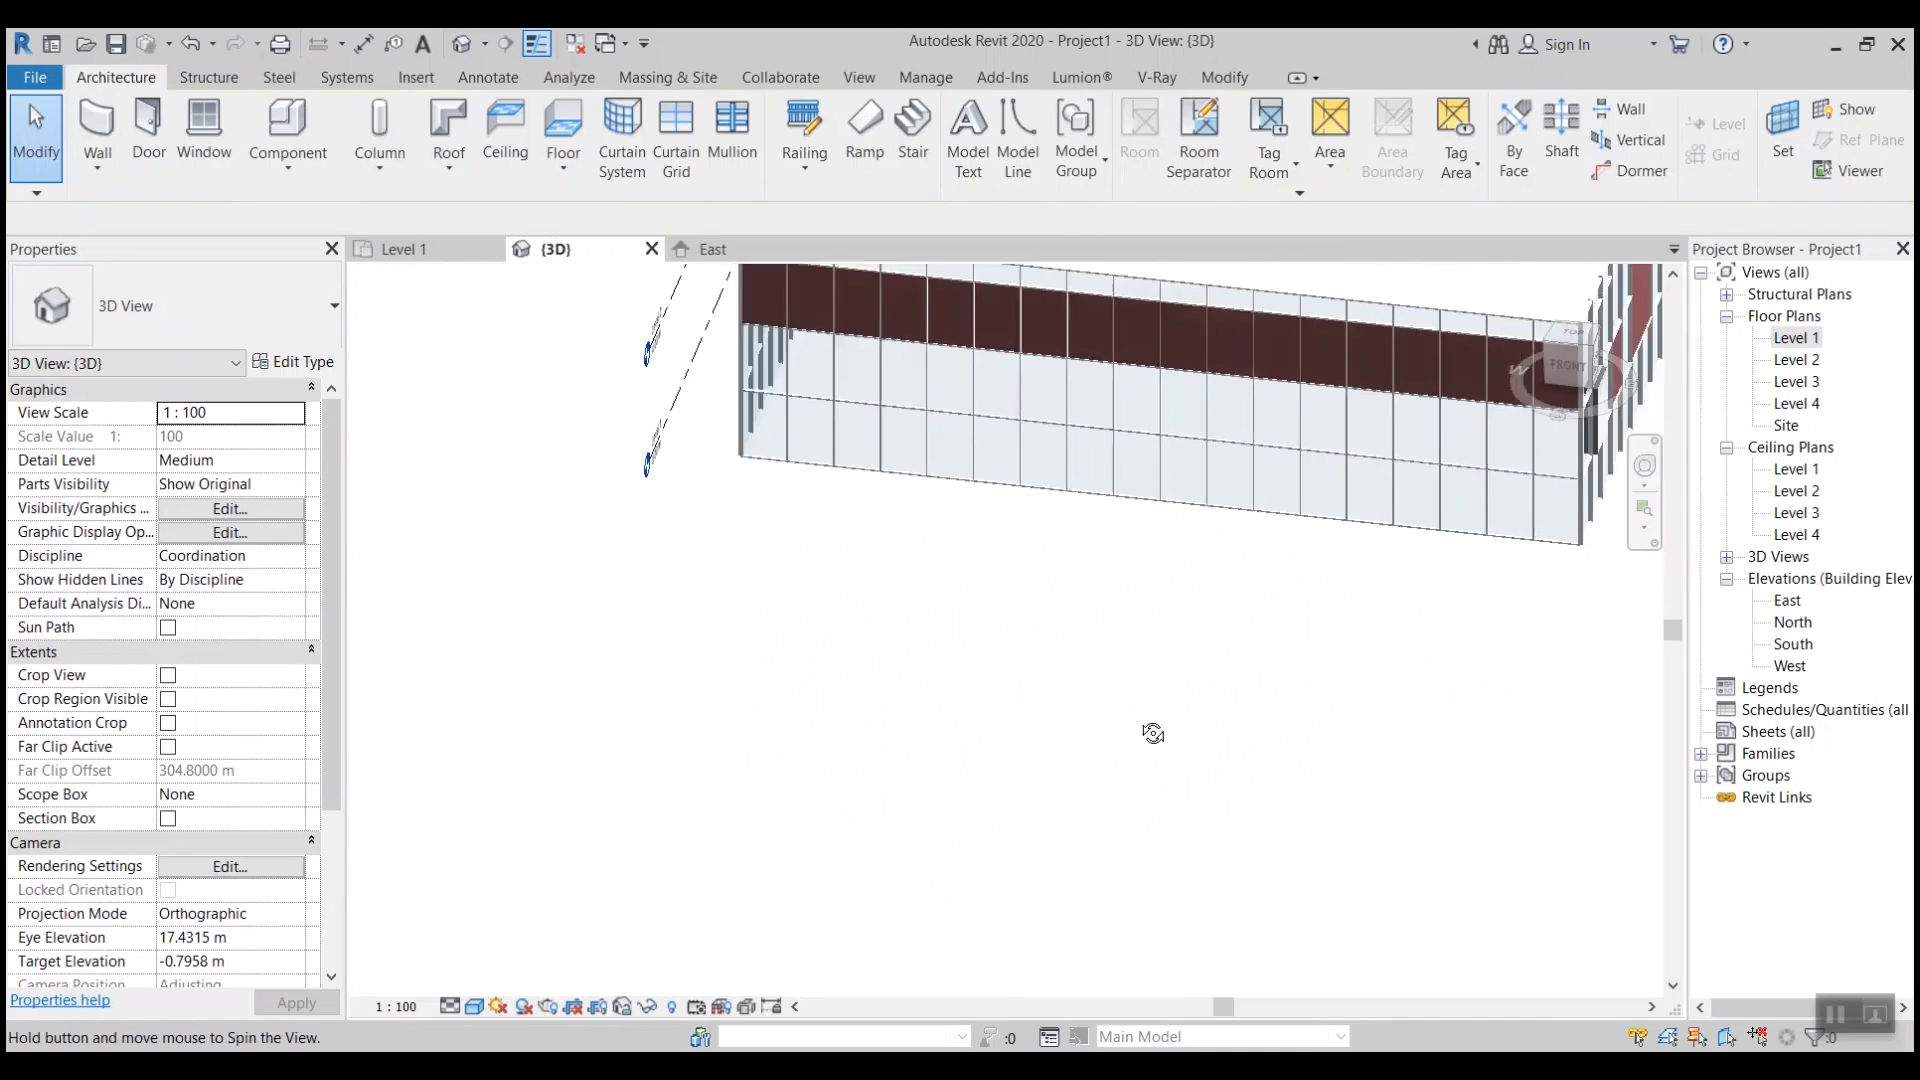 Autodesk Revit 2020 - Project1 - 3D View: {3D}
Sign In
File Architecture Structure Steel Systems Insert Annotate Analyze Massing & Site Collaborate View Manage Add-Ins Lumion® V-Ray Modify
Modify
Wall
Door
Window
Component
Column
Roof
Ceiling
Floor
Curtain System
Curtain Grid
Mullion
Railing
Ramp
Stair
Model Text
Model Line
Model Group
Room
Room Separator
Tag Room
Area
Area Boundary
Tag Area
By Face
Shaft
Wall
Vertical
Dormer
Level
Grid
Set
Show
Ref Plane
Viewer
Properties
3D View
3D View: {3D} Edit Type
Graphics
View Scale 1 : 100
Scale Value 1: 100
Detail Level Medium
Parts Visibility Show Original
Visibility/Graphics ... Edit...
Graphic Display Op... Edit...
Discipline Coordination
Show Hidden Lines By Discipline
Default Analysis Di... None
Sun Path
Extents
Crop View
Crop Region Visible
Annotation Crop
Far Clip Active
Far Clip Offset 304.8000 m
Scope Box None
Section Box
Camera
Rendering Settings Edit...
Locked Orientation
Projection Mode Orthographic
Eye Elevation 17.4315 m
Target Elevation -0.7958 m
Camera Position Adjusting
Properties help Apply
Level 1 {3D} East
TOP
FRONT
W
1 : 100
Project Browser - Project1
Views (all)
Structural Plans
Floor Plans
Level 1
Level 2
Level 3
Level 4
Site
Ceiling Plans
Level 1
Level 2
Level 3
Level 4
3D Views
Elevations (Building Elev
East
North
South
West
Legends
Schedules/Quantities (all
Sheets (all)
Families
Groups
Revit Links
Hold button and move mouse to Spin the View.
:0
Main Model
:0